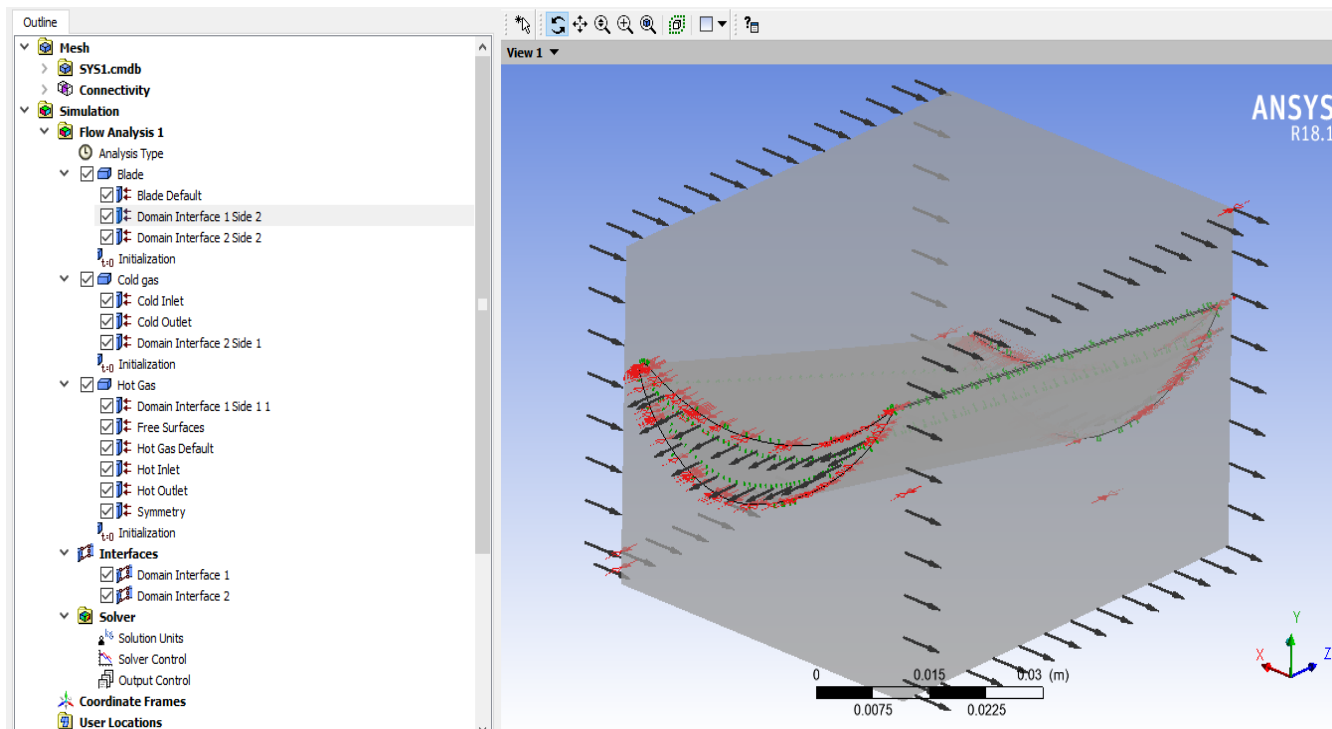 Outline
Mesh
SYS1.cmdb
Connectivity
Simulation
Flow Analysis 1
Analysis Type
Blade
Blade Default
Domain Interface 1 Side 2
Domain Interface 2 Side 2
t=0 Initialization
Cold gas
Cold Inlet
Cold Outlet
Domain Interface 2 Side 1
t=0 Initialization
Hot Gas
Domain Interface 1 Side 1 1
Free Surfaces
Hot Gas Default
Hot Inlet
Hot Outlet
Symmetry
t=0 Initialization
Interfaces
Domain Interface 1
Domain Interface 2
Solver
Solution Units
Solver Control
Output Control
Coordinate Frames
User Locations
View 1
ANSYS
R18.1
0 0.015 0.03 (m)
0.0075 0.0225
Y
X Z